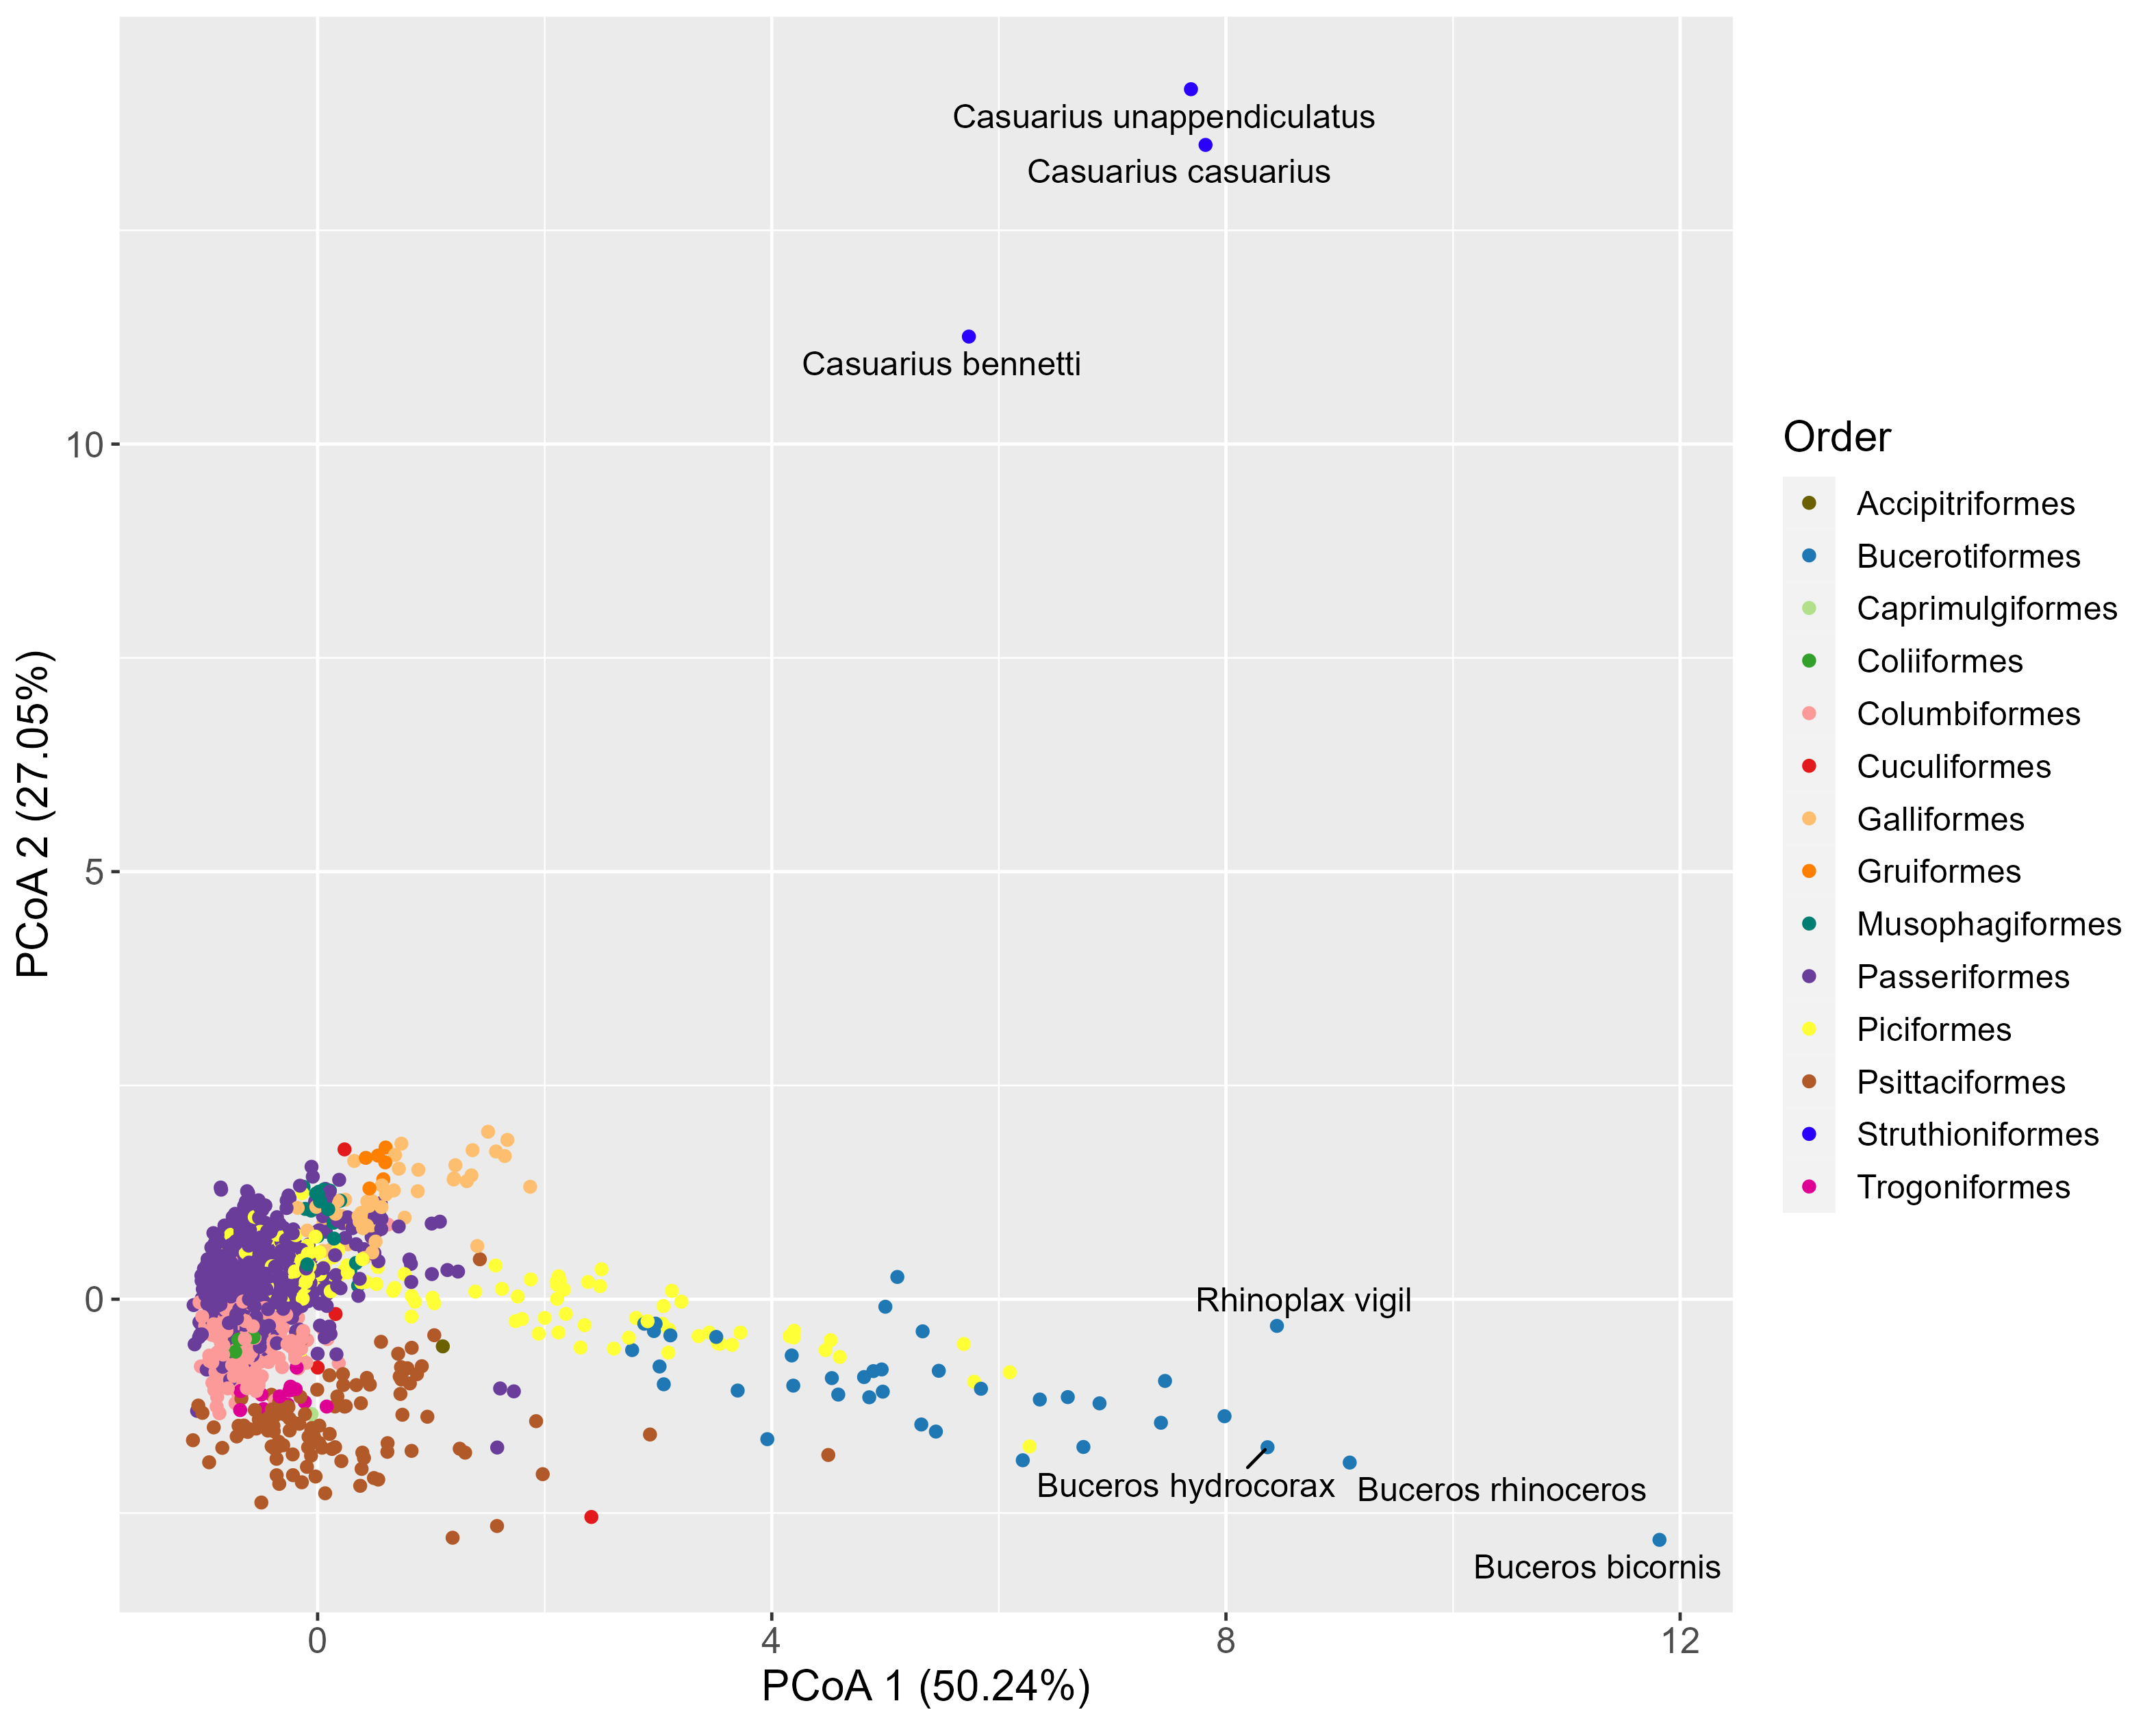 Casuarius unappendiculatus
Casuarius casuarius
Casuarius bennetti
Rhinoplax vigil
Buceros hydrocorax
Buceros rhinoceros
Buceros bicornis
10
5
0
PCoA 2 (27.05%)
0
4
8
12
PCoA 1 (50.24%)
Order
Accipitriformes
Bucerotiformes
Caprimulgiformes
Coliiformes
Columbiformes
Cuculiformes
Galliformes
Gruiformes
Musophagiformes
Passeriformes
Piciformes
Psittaciformes
Struthioniformes
Trogoniformes